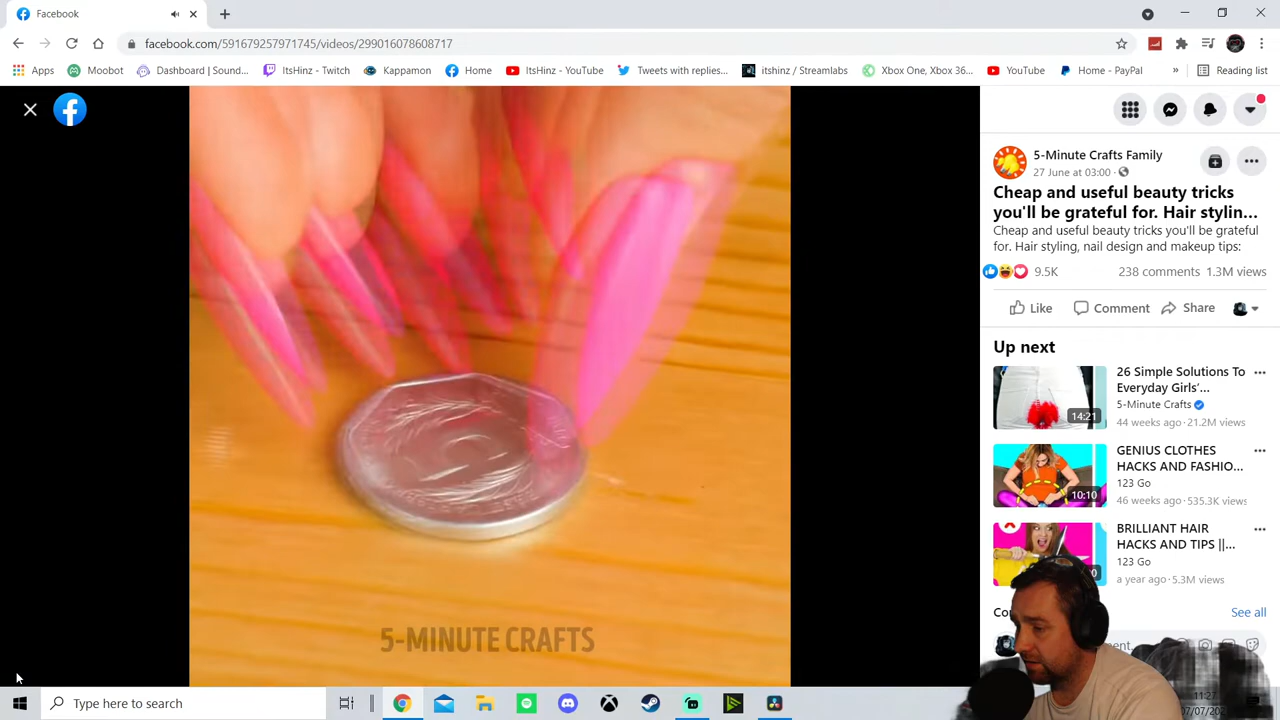 Facebook
facebook.com/591679257971745/videos/299016078608717
Apps
Moobot
Dashboard | Sound...
ItsHinz - Twitch
Kappamon
Home
ItsHinz - YouTube
Tweets with replies...
itshinz / Streamlabs
Xbox One, Xbox 36...
YouTube
Home - PayPal
»
Reading list
5-Minute Crafts Family
27 June at 03:00 ·
Cheap and useful beauty tricks
you'll be grateful for. Hair stylin...
Cheap and useful beauty tricks you'll be grateful
for. Hair styling, nail design and makeup tips:
9.5K
238 comments 1.3M views
Like
Comment
Share
Up next
26 Simple Solutions To
Everyday Girls'...
5-Minute Crafts
44 weeks ago · 21.2M views
14:21
GENIUS CLOTHES
HACKS AND FASHIO...
123 Go
46 weeks ago · 535.3K views
10:10
BRILLIANT HAIR
HACKS AND TIPS ||...
123 Go
a year ago · 5.3M views
See all
5-MINUTE CRAFTS
Type here to search